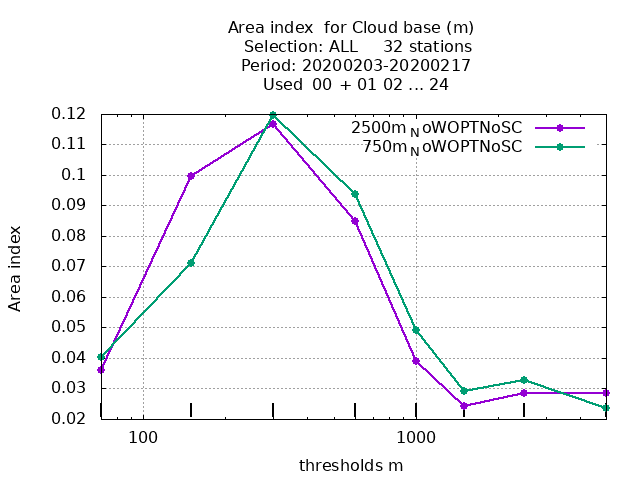 Area index  for Cloud base (m)
Selection: ALL     32 stations
Period: 20200203-20200217
Used  00 + 01 02 ... 24
2500m_NoWOPTNoSC
750m_NoWOPTNoSC
0.12
0.11
0.1
0.09
0.08
0.07
0.06
0.05
0.04
0.03
0.02
Area index
100 1000
thresholds m